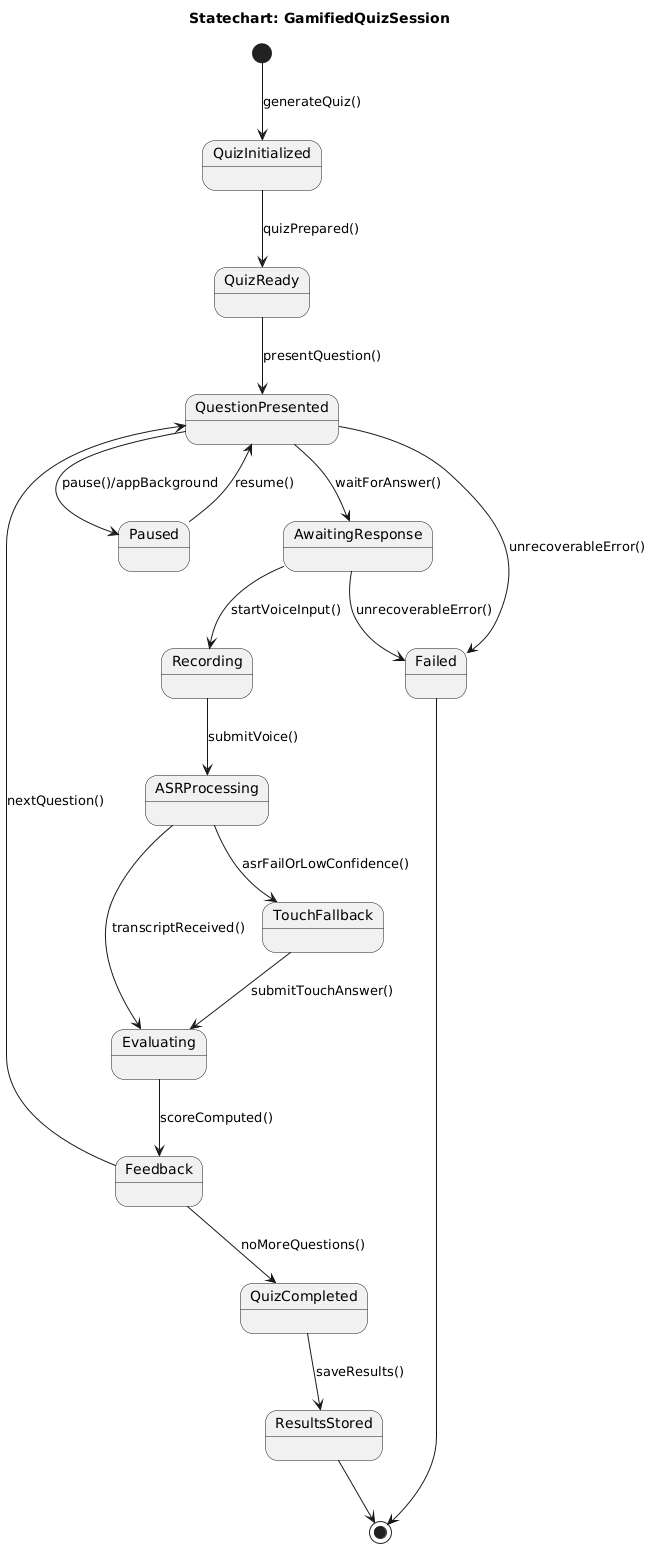 Statechart: GamifiedQuizSession
generateQuiz()
QuizInitialized
quizPrepared()
QuizReady
presentQuestion()
QuestionPresented
pause()/appBackground
resume()
waitForAnswer()
Paused
AwaitingResponse
unrecoverableError()
startVoiceInput()
unrecoverableError()
Recording
Failed
submitVoice()
ASRProcessing
nextQuestion()
asrFailOrLowConfidence()
TouchFallback
transcriptReceived()
submitTouchAnswer()
Evaluating
scoreComputed()
Feedback
noMoreQuestions()
QuizCompleted
saveResults()
ResultsStored